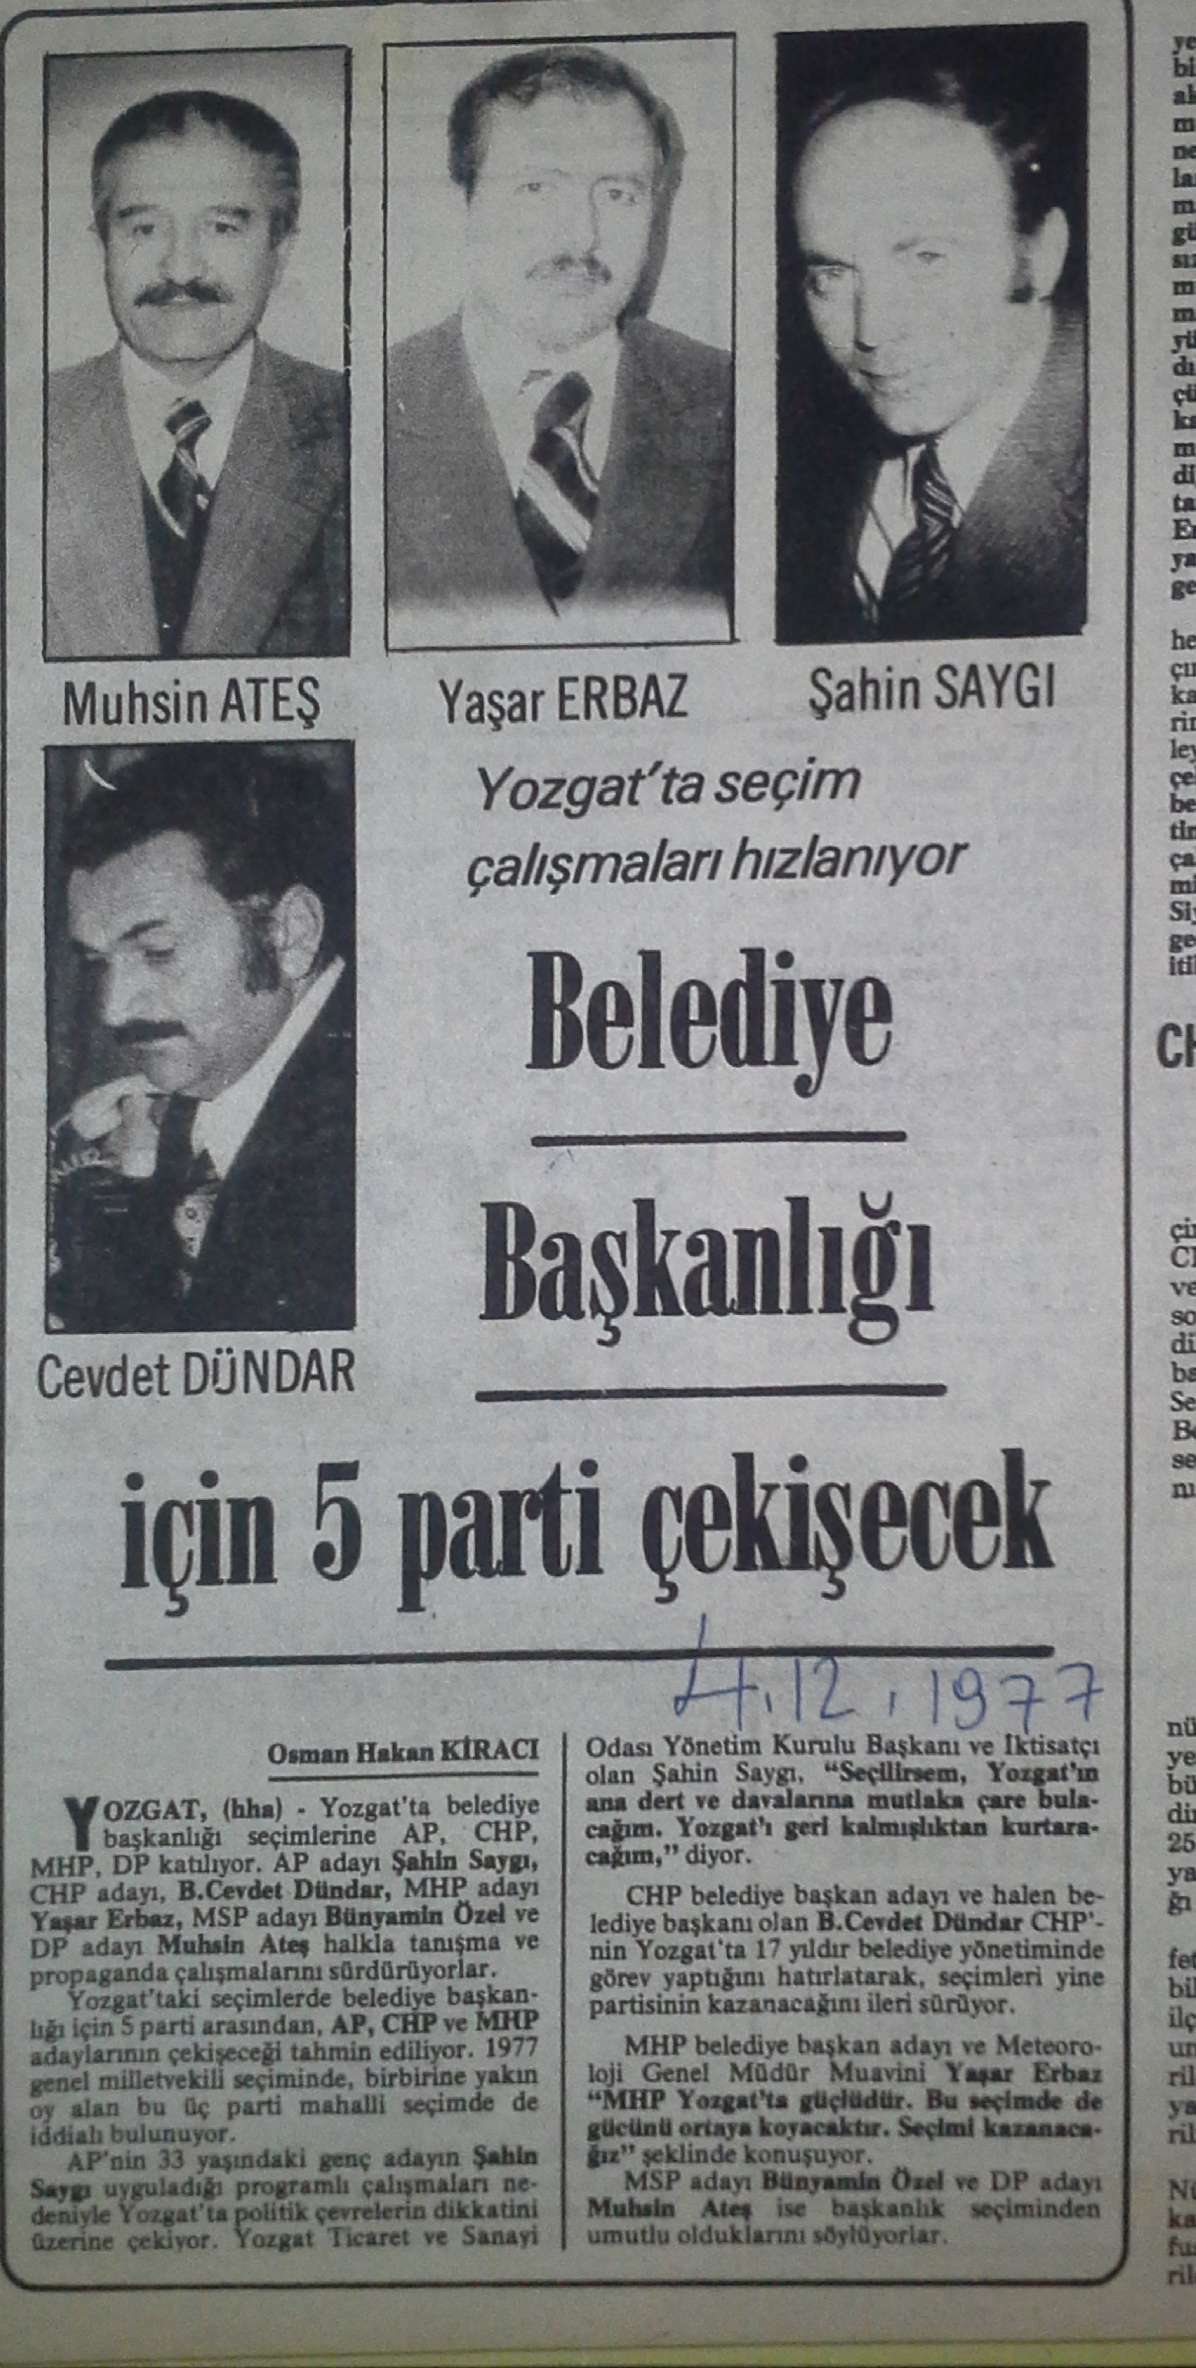 Muhsin ATEŞ
Yaşar ERBAZ
Şahin SAYGI
Cevdet DÜNDAR
Yozgat'ta seçim
çalışmaları hızlanıyor
Belediye
Başkanlığı
için 5 parti çekişecek
4.12.1977
Osman Hakan KİRACI
YOZGAT, (hha) - Yozgat'ta belediye
başkanlığı seçimlerine AP, CHP,
MHP, DP katılıyor. AP adayı Şahin Saygı,
CHP adayı, B.Cevdet Dündar, MHP adayı
Yaşar Erbaz, MSP adayı Bünyamin Özel ve
DP adayı Muhsin Ateş halkla tanışma ve
propaganda çalışmalarını sürdürüyorlar.
Yozgat'taki seçimlerde belediye başkan-
lığı için 5 parti arasından, AP, CHP ve MHP
adaylarının çekişeceği tahmin ediliyor. 1977
genel milletvekili seçiminde, birbirine yakın
oy alan bu üç parti mahalli seçimde de
iddialı bulunuyor.
AP'nin 33 yaşındaki genç adayın Şahin
Saygı uyguladığı programlı çalışmaları ne-
deniyle Yozgat'ta politik çevrelerin dikkatini
üzerine çekiyor. Yozgat Ticaret ve Sanayi
Odası Yönetim Kurulu Başkanı ve İktisatçı
olan Şahin Saygı, "Seçilirsem, Yozgat'ın
ana dert ve davalarına mutlaka çare bula-
cağım. Yozgat'ı geri kalmışlıktan kurtara-
cağım," diyor.
CHP belediye başkan adayı ve halen be-
lediye başkanı olan B.Cevdet Dündar CHP'-
nin Yozgat'ta 17 yıldır belediye yönetiminde
görev yaptığını hatırlatarak, seçimleri yine
partisinin kazanacağını ileri sürüyor.
MHP belediye başkan adayı ve Meteoro-
loji Genel Müdür Muavini Yaşar Erbaz
"MHP Yozgat'ta güçlüdür. Bu seçimde de
gücünü ortaya koyacaktır. Seçimi kazanaca-
ğız" şeklinde konuşuyor.
MSP adayı Bünyamin Özel ve DP adayı
Muhsin Ateş ise başkanlık seçiminden
umutlu olduklarını söylüyorlar.